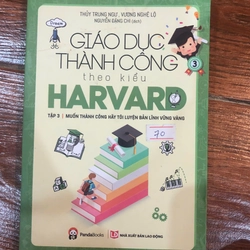 THỦY TRUNG NGƯ, VƯƠNG NGHỆ LỘ
NGUYỄN ĐĂNG CHI (dịch)
GIÁO DỤC
THÀNH CÔNG
theo kiểu
3
HARVARD
TẬP 3 | MUỐN THÀNH CÔNG HÃY TÔI LUYỆN BẢN LĨNH VỮNG VÀNG
70
PandaBooks
NHÀ XUẤT BẢN LAO ĐỘNG